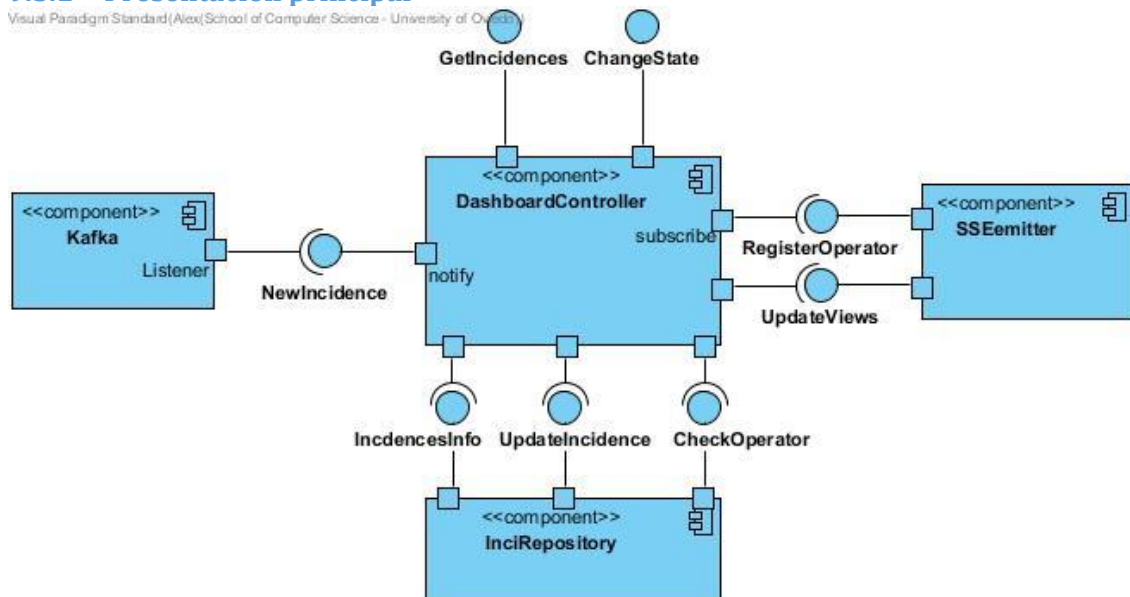 Visual Paradigm Standard(Alex(School of Computer Science - University of Oviedo))
GetIncidences
ChangeState
<<component>>
DashboardController
<<component>>
Kafka
Listener
NewIncidence
notify
subscribe
RegisterOperator
UpdateViews
<<component>>
SSEemitter
IncdencesInfo
UpdateIncidence
CheckOperator
<<component>>
InciRepository